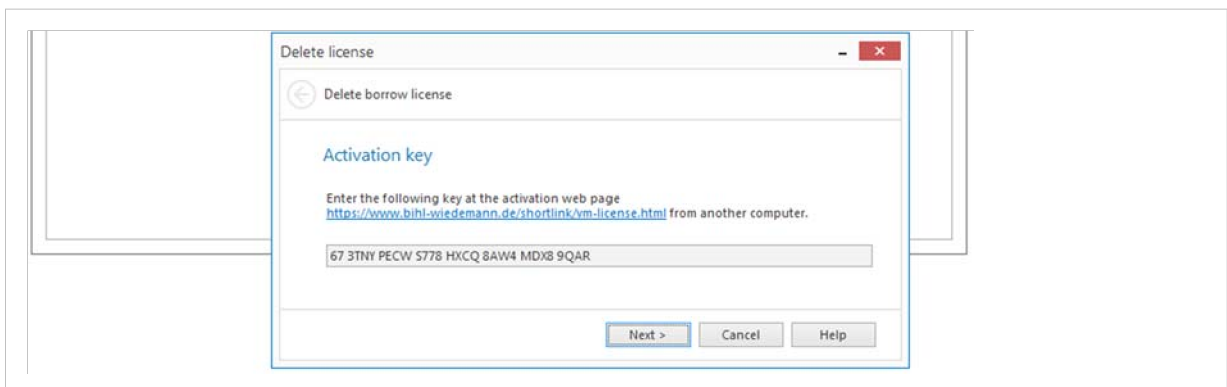 Delete license
Delete borrow license
Activation key
Enter the following key at the activation web page
https://www.bihl-wiedemann.de/shortlink/vm-license.html from another computer.
67 3TNY PECW S778 HXCQ 8AW4 MDX8 9QAR
Next >
Cancel
Help